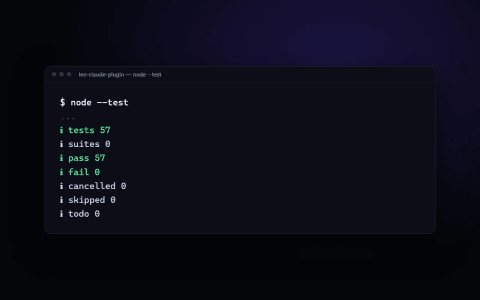 leo-claude-plugin — node --test
$ node --test
...
ℹ tests 57
ℹ suites 0
ℹ pass 57
ℹ fail 0
ℹ cancelled 0
ℹ skipped 0
ℹ todo 0